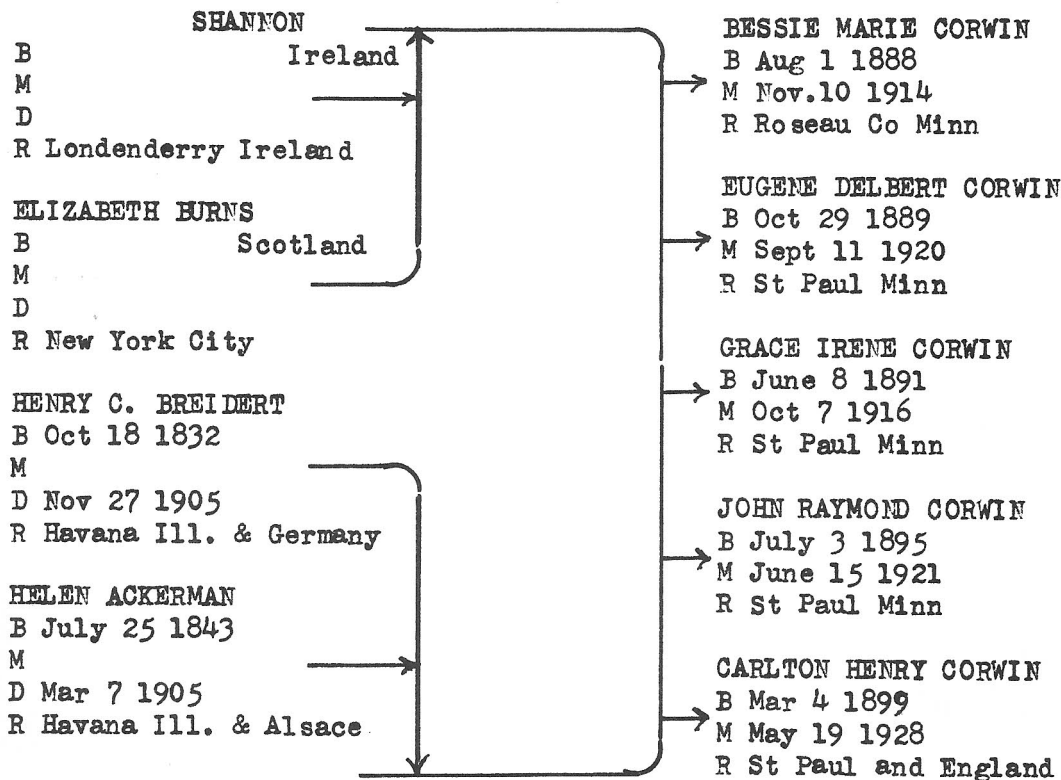 SHANNON
B Ireland
M
D
R Londenderry Ireland
ELIZABETH BURNS
B Scotland
M
D
R New York City
HENRY C. BREIDERT
B Oct 18 1832
M
D Nov 27 1905
R Havana Ill. & Germany
HELEN ACKERMAN
B July 25 1843
M
D Mar 7 1905
R Havana Ill. & Alsace
BESSIE MARIE CORWIN
B Aug 1 1888
M Nov.10 1914
R Roseau Co Minn
EUGENE DELBERT CORWIN
B Oct 29 1889
M Sept 11 1920
R St Paul Minn
GRACE IRENE CORWIN
B June 8 1891
M Oct 7 1916
R St Paul Minn
JOHN RAYMOND CORWIN
B July 3 1895
M June 15 1921
R St Paul Minn
CARLTON HENRY CORWIN
B Mar 4 1899
M May 19 1928
R St Paul and England